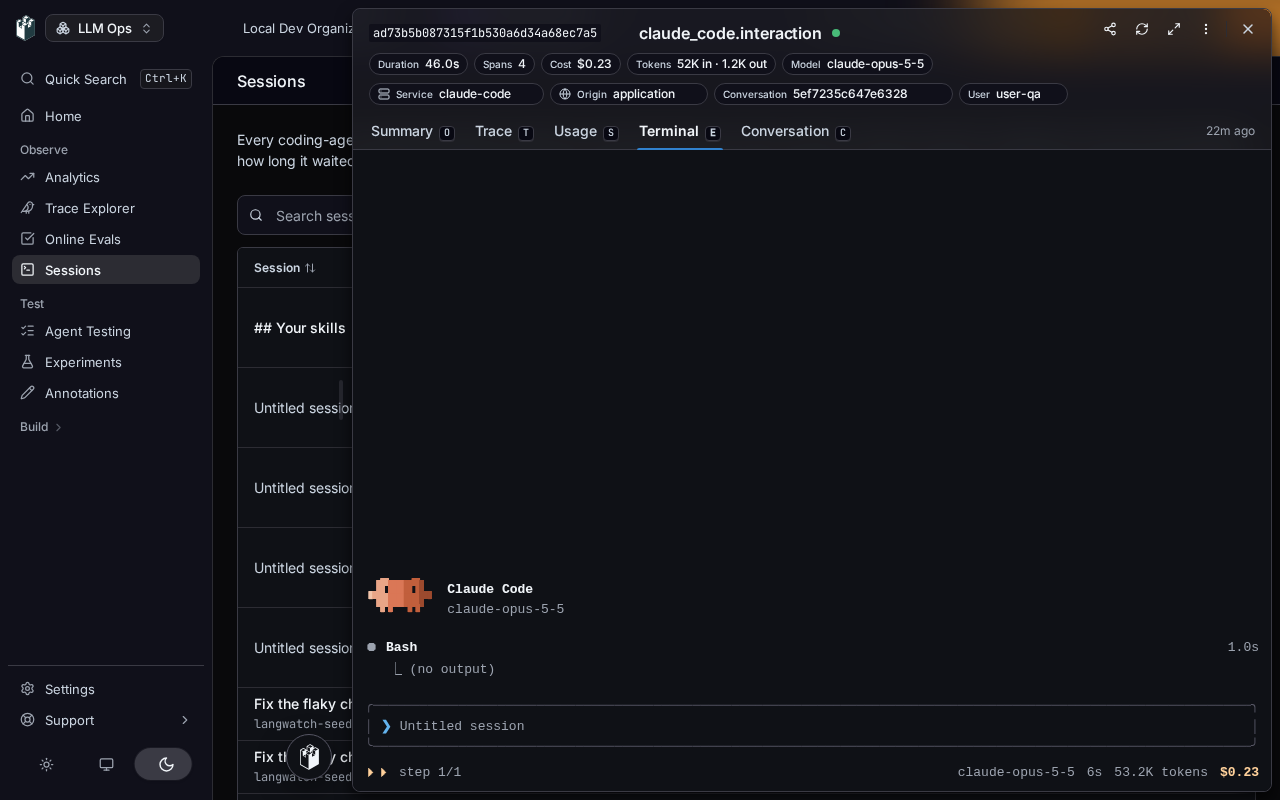 LLM Ops
Local Dev Organiz
Quick Search Ctrl+K
Home
Observe
Analytics
Trace Explorer
Online Evals
Sessions
Test
Agent Testing
Experiments
Annotations
Build
Settings
Support
Sessions
Every coding-age
how long it waited
Search sess
Session
## Your skills
Untitled session
Untitled session
Untitled session
Untitled session
Fix the flaky ch
langwatch-seed
ad73b5b087315f1b530a6d34a68ec7a5 claude_code.interaction
Duration 46.0s Spans 4 Cost $0.23 Tokens 52K in · 1.2K out Model claude-opus-5-5
Service claude-code Origin application Conversation 5ef7235c647e6328 User user-qa
Summary O Trace T Usage S Terminal E Conversation C 22m ago
Claude Code
claude-opus-5-5
Bash 1.0s
(no output)
❯ Untitled session
step 1/1 claude-opus-5-5 6s 53.2K tokens $0.23